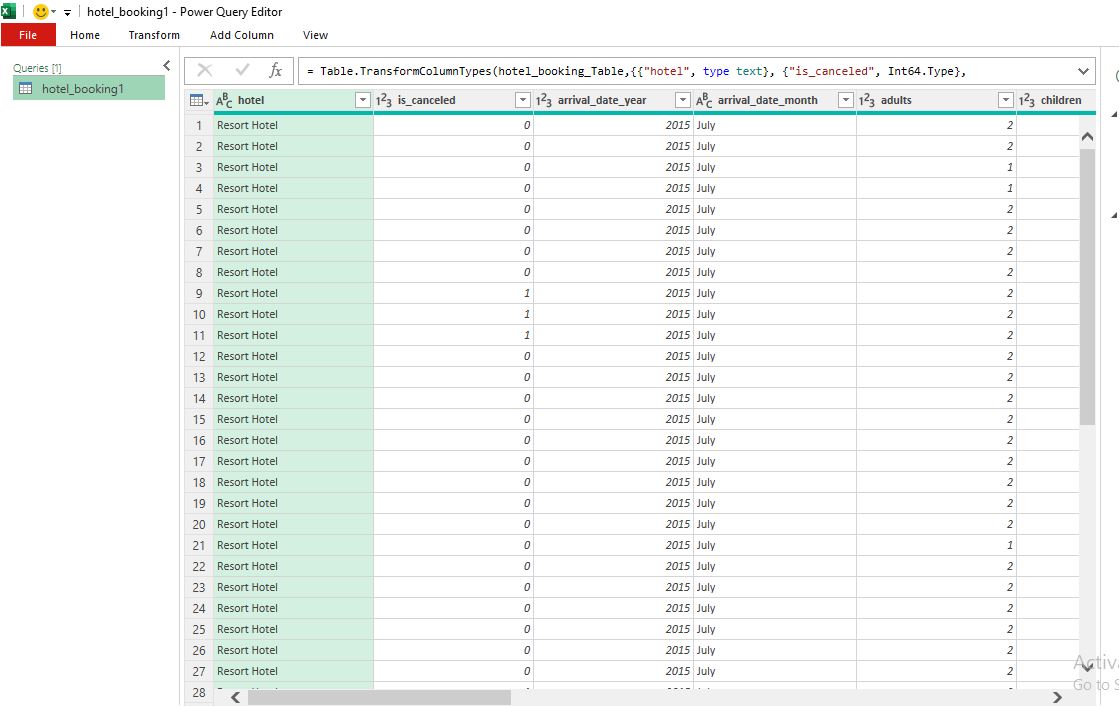 hotel_booking1 - Power Query Editor
File Home Transform Add Column View
Queries [1]
hotel_booking1
fx = Table.TransformColumnTypes(hotel_booking_Table,{{"hotel", type text}, {"is_canceled", Int64.Type},
ABC hotel 123 is_canceled 123 arrival_date_year ABC arrival_date_month 123 adults 123 children
1 Resort Hotel 0 2015 July 2
2 Resort Hotel 0 2015 July 2
3 Resort Hotel 0 2015 July 1
4 Resort Hotel 0 2015 July 1
5 Resort Hotel 0 2015 July 2
6 Resort Hotel 0 2015 July 2
7 Resort Hotel 0 2015 July 2
8 Resort Hotel 0 2015 July 2
9 Resort Hotel 1 2015 July 2
10 Resort Hotel 1 2015 July 2
11 Resort Hotel 1 2015 July 2
12 Resort Hotel 0 2015 July 2
13 Resort Hotel 0 2015 July 2
14 Resort Hotel 0 2015 July 2
15 Resort Hotel 0 2015 July 2
16 Resort Hotel 0 2015 July 2
17 Resort Hotel 0 2015 July 2
18 Resort Hotel 0 2015 July 2
19 Resort Hotel 0 2015 July 2
20 Resort Hotel 0 2015 July 2
21 Resort Hotel 0 2015 July 1
22 Resort Hotel 0 2015 July 2
23 Resort Hotel 0 2015 July 2
24 Resort Hotel 0 2015 July 2
25 Resort Hotel 0 2015 July 2
26 Resort Hotel 0 2015 July 2
27 Resort Hotel 0 2015 July 2
28
Activ
Go to S